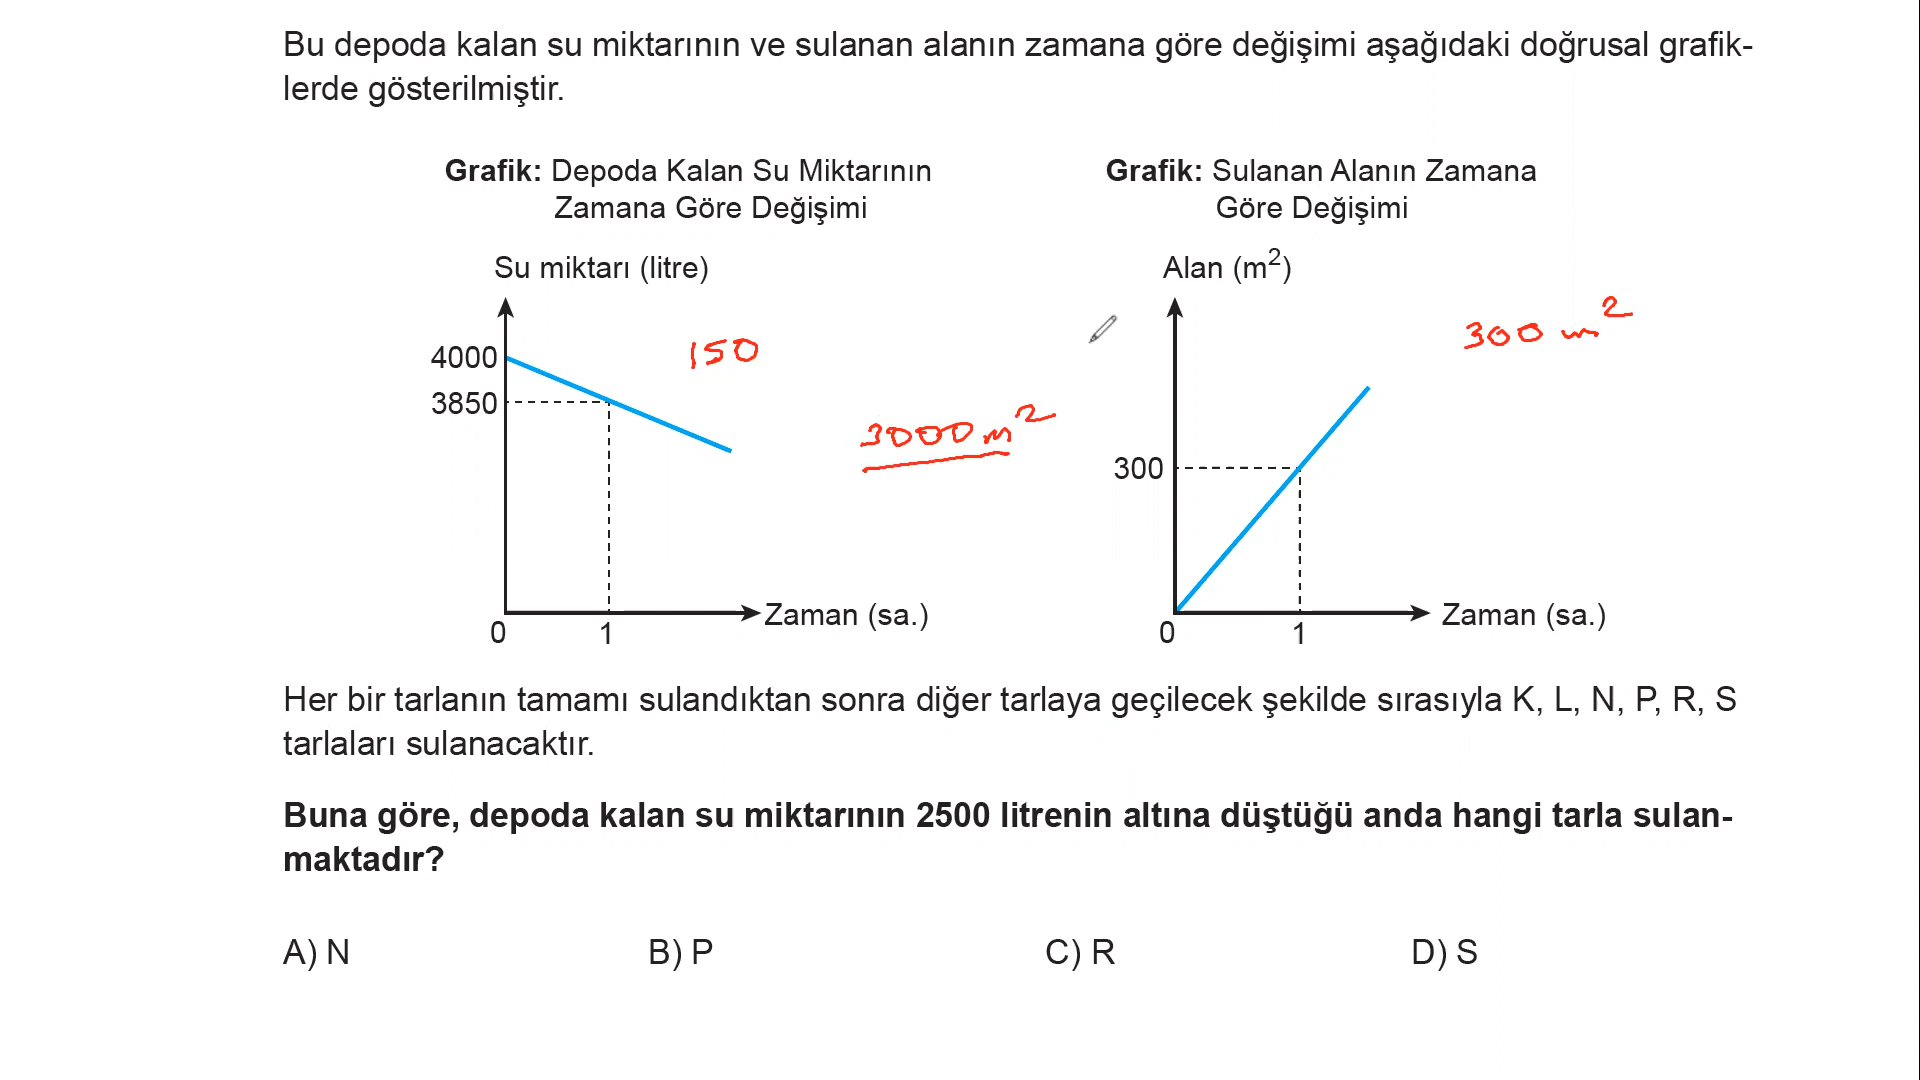 Bu depoda kalan su miktarının ve sulanan alanın zamana göre değişimi aşağıdaki doğrusal grafik-
lerde gösterilmiştir.
Grafik: Depoda Kalan Su Miktarının
Zamana Göre Değişimi
Su miktarı (litre)
4000
3850
150
3000 m²
0
1
Zaman (sa.)
Grafik: Sulanan Alanın Zamana
Göre Değişimi
Alan (m²)
300 m²
300
0
1
Zaman (sa.)
Her bir tarlanın tamamı sulandıktan sonra diğer tarlaya geçilecek şekilde sırasıyla K, L, N, P, R, S
tarlaları sulanacaktır.
Buna göre, depoda kalan su miktarının 2500 litrenin altına düştüğü anda hangi tarla sulan-
maktadır?
A) N
B) P
C) R
D) S